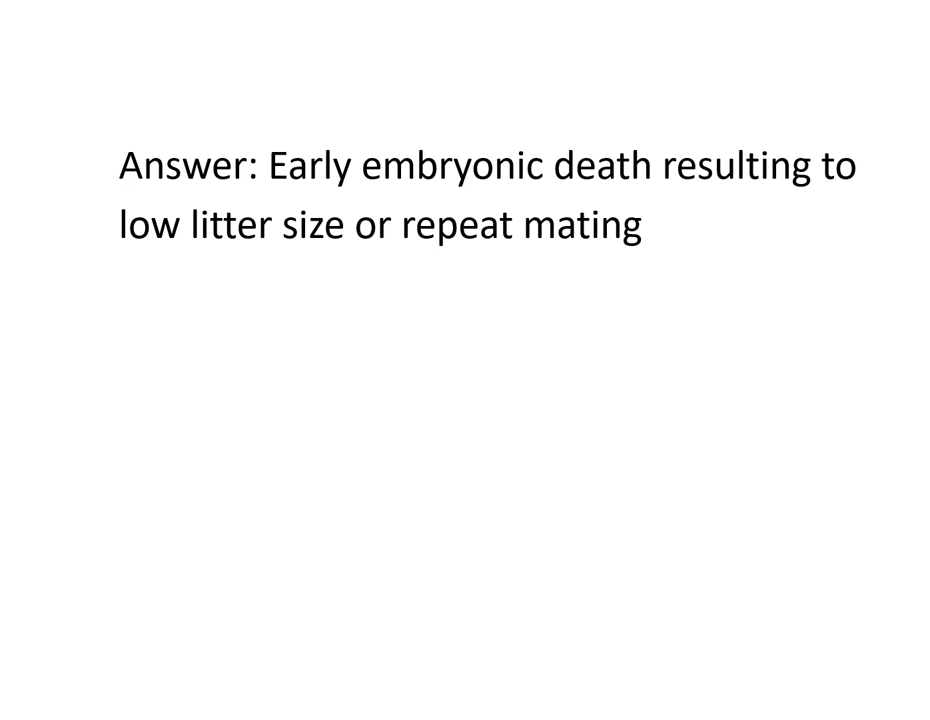 Answer: Early embryonic death resulting to
low litter size or repeat mating